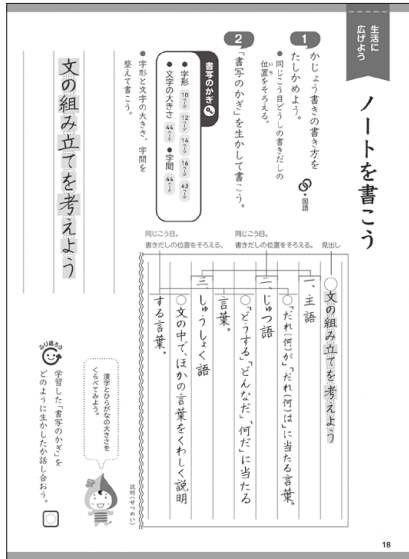 生活に
広げよう
ノートを書こう
1
かじょう書きの書き方を
たしかめよう。
国語
●同じこう目どうしの書きだしの
位置をそろえる。
いち
2
「書写のかぎ」を生かして書こう。
書写のかぎ
●字形
10ページ
12ページ
14ページ
16ページ
43ページ
●文字の大きさ
44ページ
●字間
44ページ
●字形と文字の大きさ、字間を
整えて書こう。
文の組み立てを考えよう
見出し
同じこう目。
書きだしの位置をそろえる。
同じこう目。
書きだしの位置をそろえる。
○文の組み立てを考えよう
一、主語
○「だれ(何)が」「だれ(何)は」に当たる言葉。
二、じゅつ語
○「どうする」「どんなだ」「何だ」に当たる
言葉。
三、しゅうしょく語
○文の中で、ほかの言葉をくわしく説明
する言葉。
説明(せつめい)
漢字とひらがなの大きさを
くらべてみよう。
ふり返ろう
学習した「書写のかぎ」を
どのように生かしたか話し合おう。
18